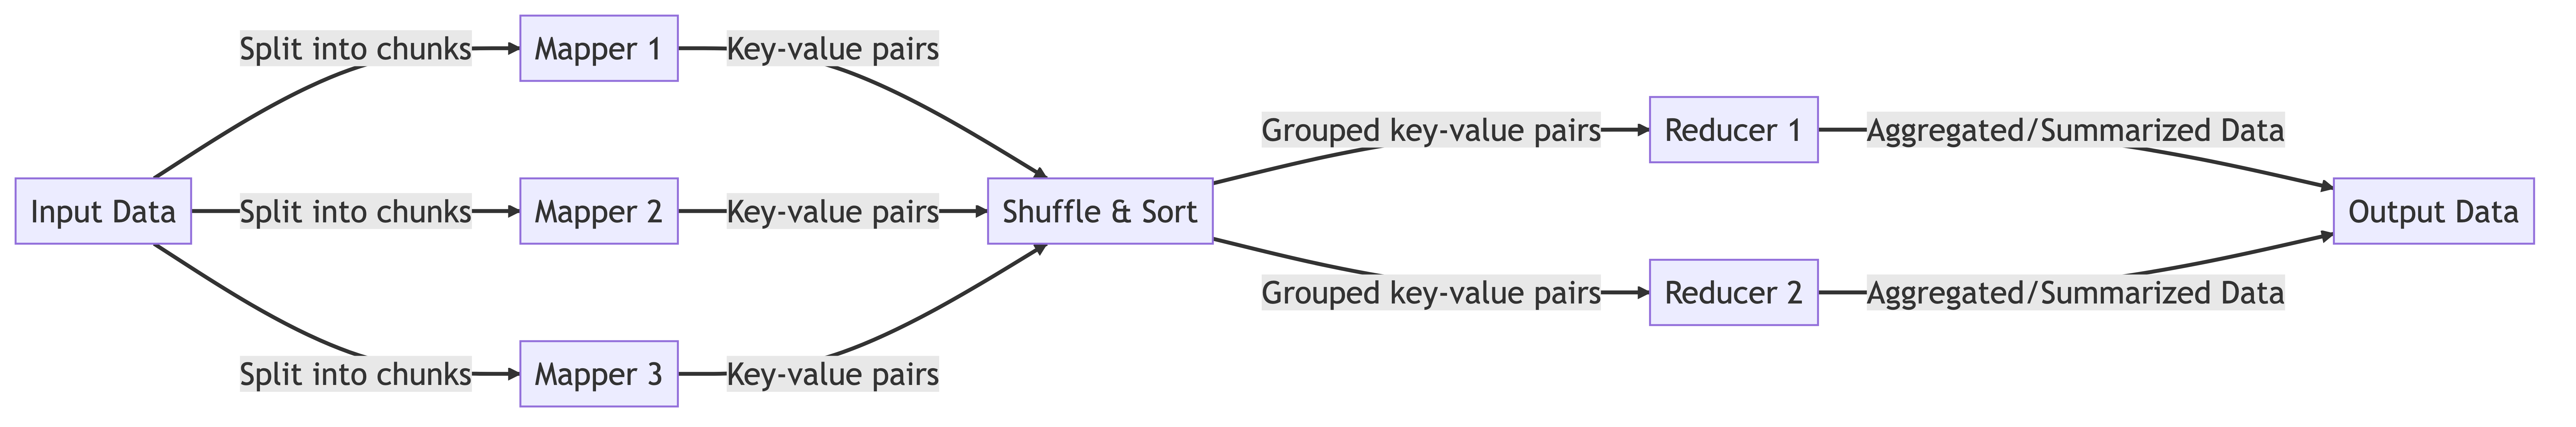 Input Data
Split into chunks
Split into chunks
Split into chunks
Mapper 1
Mapper 2
Mapper 3
Key-value pairs
Key-value pairs
Key-value pairs
Shuffle & Sort
Grouped key-value pairs
Grouped key-value pairs
Reducer 1
Reducer 2
Aggregated/Summarized Data
Aggregated/Summarized Data
Output Data